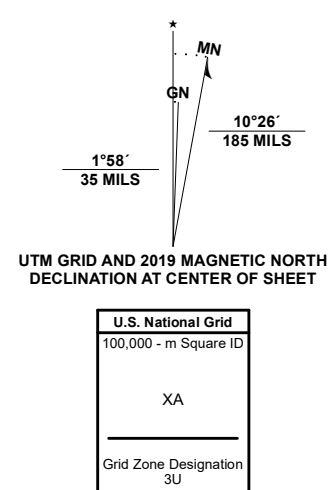 ★
MN
GN
10°26´
185 MILS
1°58´
35 MILS
UTM GRID AND 2019 MAGNETIC NORTH
DECLINATION AT CENTER OF SHEET
U.S. National Grid
100,000 - m Square ID
XA
Grid Zone Designation
3U